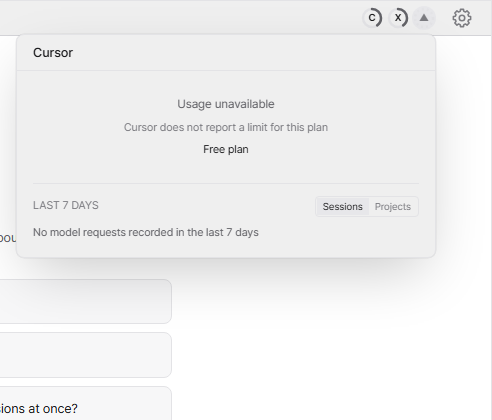 C X
Cursor
Usage unavailable
Cursor does not report a limit for this plan
Free plan
LAST 7 DAYS Sessions Projects
No model requests recorded in the last 7 days
sions at once?